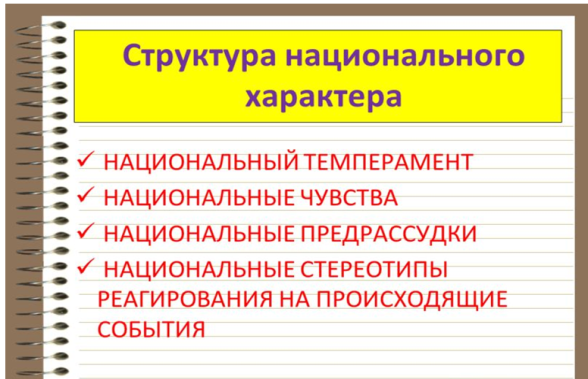 Структура национального
характера
✓ НАЦИОНАЛЬНЫЙ ТЕМПЕРАМЕНТ
✓ НАЦИОНАЛЬНЫЕ ЧУВСТВА
✓ НАЦИОНАЛЬНЫЕ ПРЕДРАССУДКИ
✓ НАЦИОНАЛЬНЫЕ СТЕРЕОТИПЫ
РЕАГИРОВАНИЯ НА ПРОИСХОДЯЩИЕ
СОБЫТИЯ